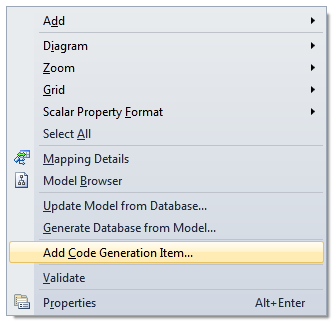 Add
Diagram
Zoom
Grid
Scalar Property Format
Select All
Mapping Details
Model Browser
Update Model from Database...
Generate Database from Model...
Add Code Generation Item...
Validate
Properties Alt+Enter